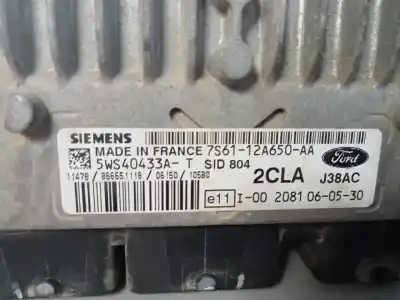 SIEMENS
MADE IN FRANCE 7S61-12A650-AA
5WS40433A- T SID 804
Ford
11478 / 866651118 / 06150 / 10580
2CLA J38AC
e11 I-00 2081 06-05-30